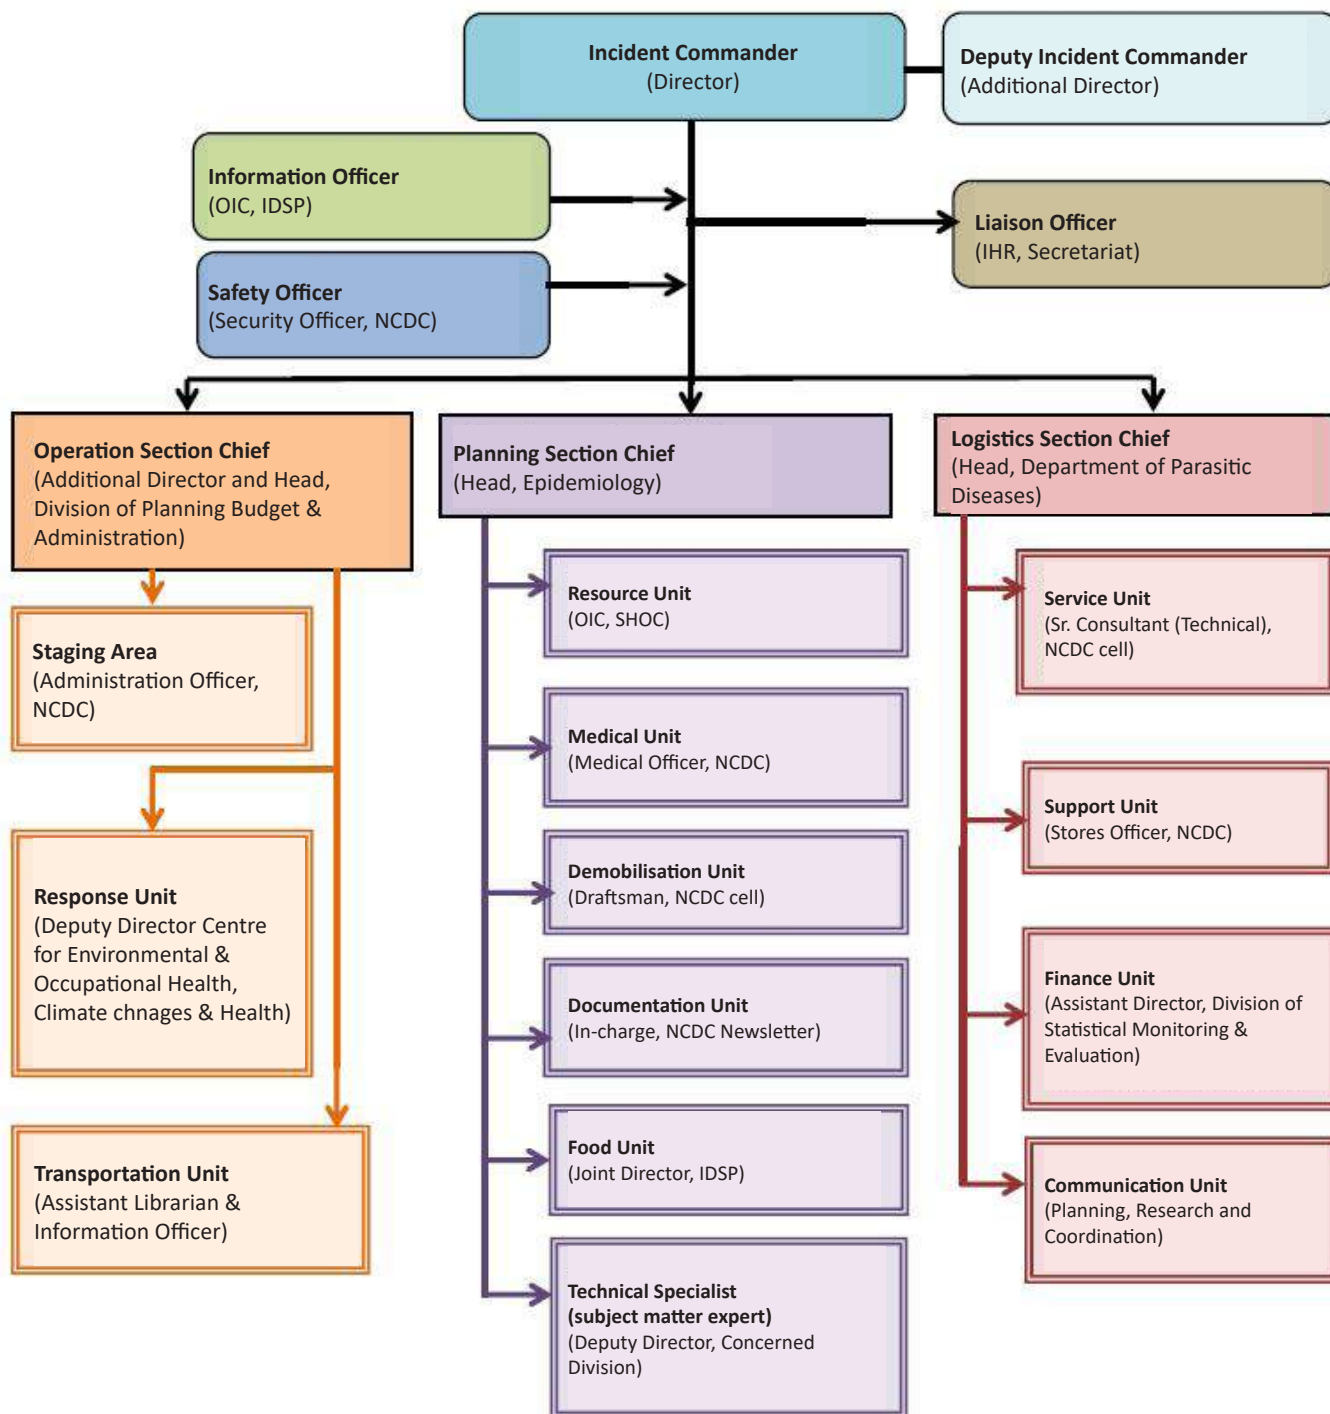 Incident Commander
(Director)
Deputy Incident Commander
(Additional Director)
Information Officer
(OIC, IDSP)
Liaison Officer
(IHR, Secretariat)
Safety Officer
(Security Officer, NCDC)
Operation Section Chief
(Additional Director and Head,
Division of Planning Budget &
Administration)
Staging Area
(Administration Officer,
NCDC)
Response Unit
(Deputy Director Centre
for Environmental &
Occupational Health,
Climate chnages & Health)
Transportation Unit
(Assistant Librarian &
Information Officer)
Planning Section Chief
(Head, Epidemiology)
Resource Unit
(OIC, SHOC)
Medical Unit
(Medical Officer, NCDC)
Demobilisation Unit
(Draftsman, NCDC cell)
Documentation Unit
(In-charge, NCDC Newsletter)
Food Unit
(Joint Director, IDSP)
Technical Specialist
(subject matter expert)
(Deputy Director, Concerned
Division)
Logistics Section Chief
(Head, Department of Parasitic
Diseases)
Service Unit
(Sr. Consultant (Technical),
NCDC cell)
Support Unit
(Stores Officer, NCDC)
Finance Unit
(Assistant Director, Division of
Statistical Monitoring &
Evaluation)
Communication Unit
(Planning, Research and
Coordination)